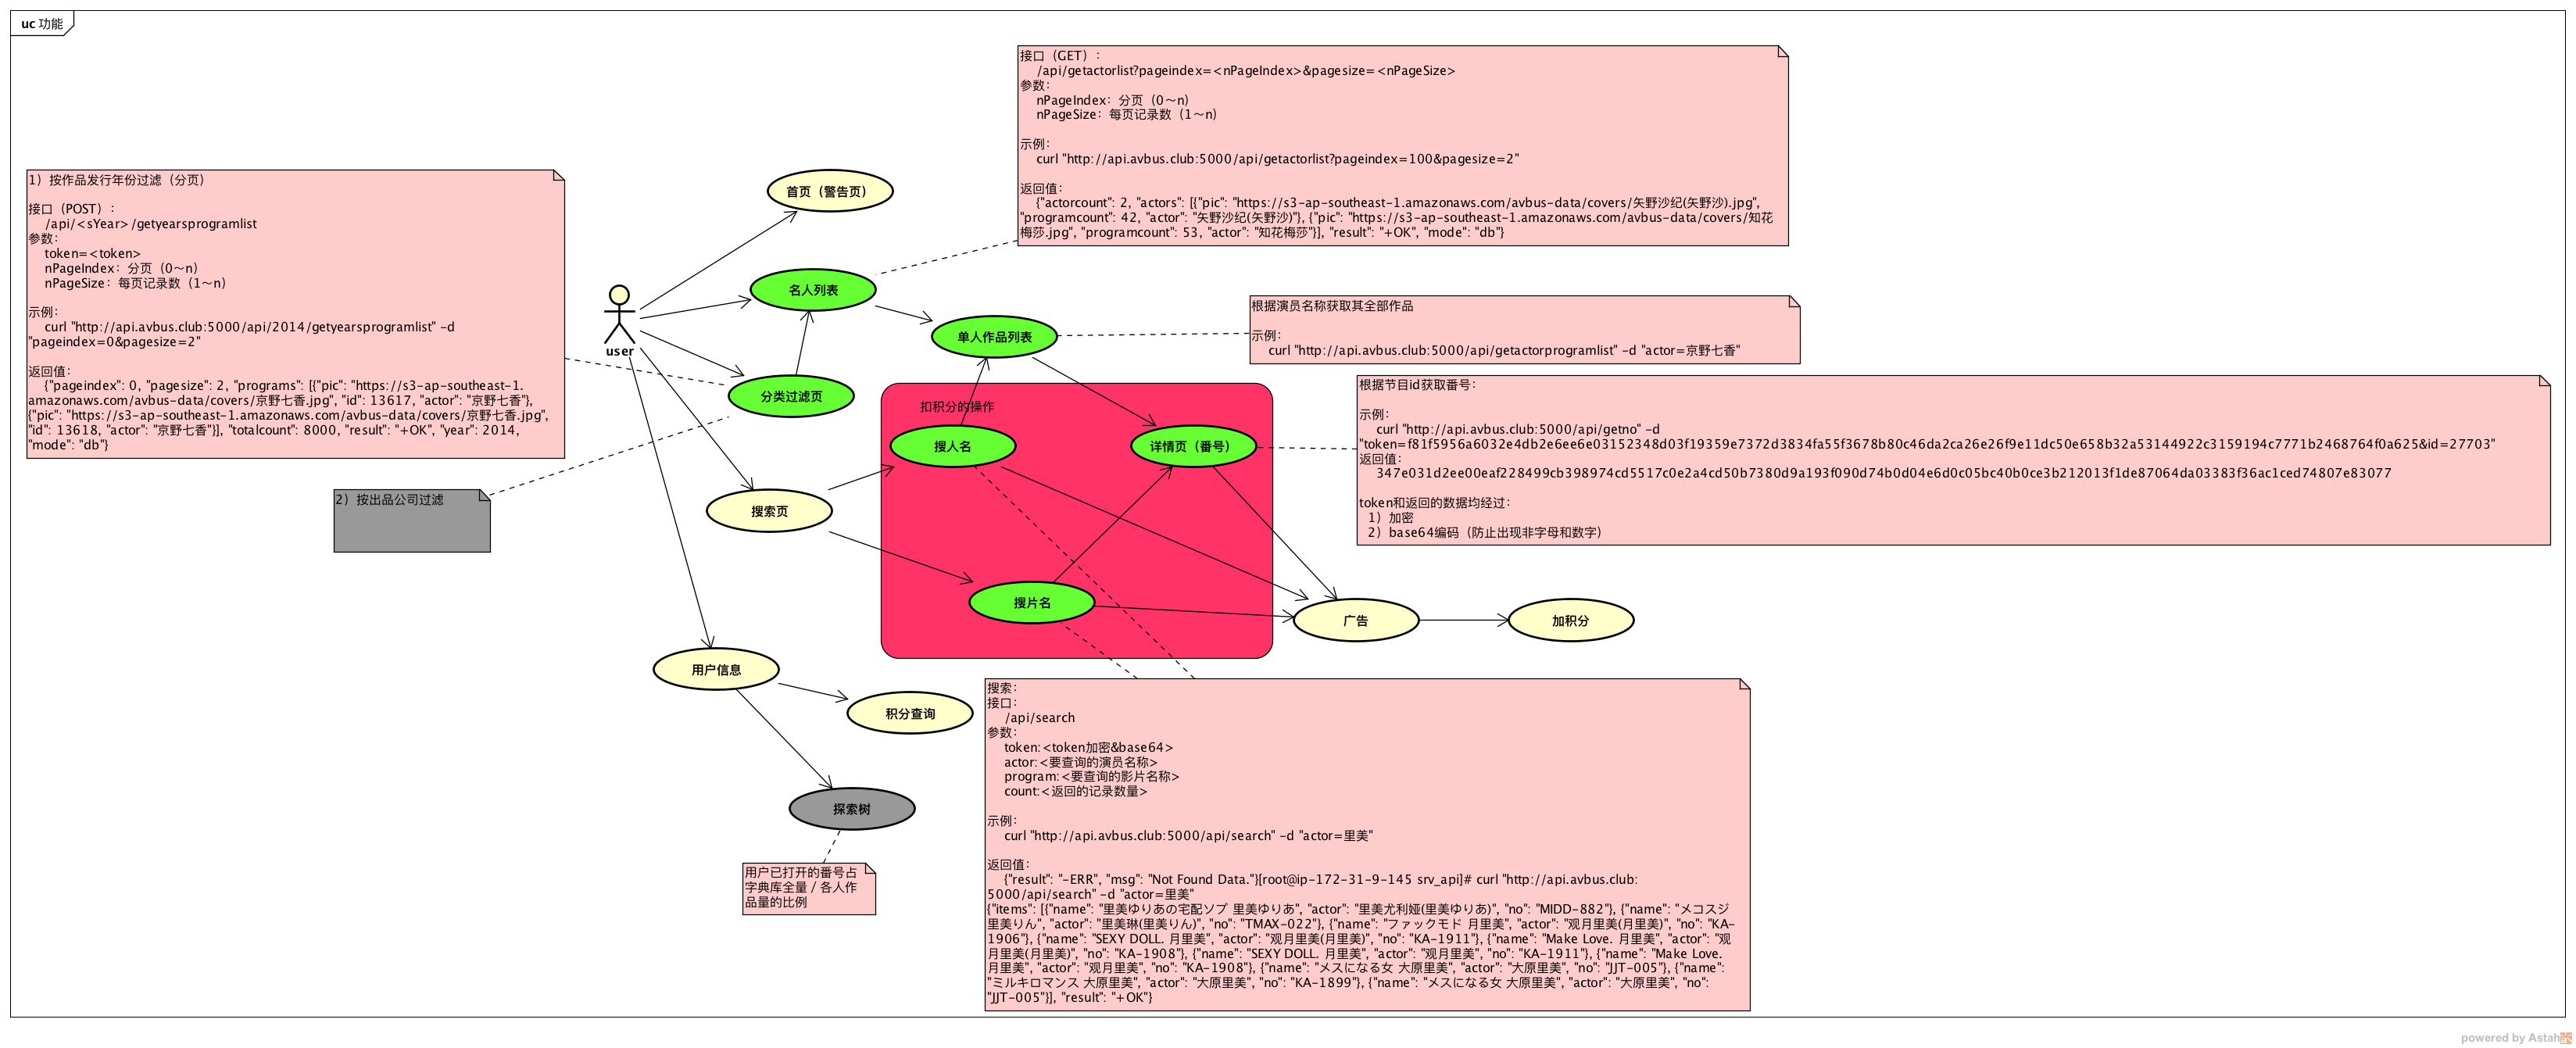 uc 功能
接口（GET）：
/api/getactorlist?pageindex=<nPageIndex>&pagesize=<nPageSize>
参数：
nPageIndex：分页（0～n）
nPageSize：每页记录数（1～n）
示例：
curl "http://api.avbus.club:5000/api/getactorlist?pageindex=100&pagesize=2"
返回值：
{"actorcount": 2, "actors": [{"pic": "https://s3-ap-southeast-1.amazonaws.com/avbus-data/covers/矢野沙纪(矢野沙).jpg",
"programcount": 42, "actor": "矢野沙纪(矢野沙)"}, {"pic": "https://s3-ap-southeast-1.amazonaws.com/avbus-data/covers/知花
梅莎.jpg", "programcount": 53, "actor": "知花梅莎"}], "result": "+OK", "mode": "db"}
1）按作品发行年份过滤（分页）
接口（POST）：
/api/<sYear>/getyearsprogramlist
参数：
token=<token>
nPageIndex：分页（0～n）
nPageSize：每页记录数（1～n）
示例：
curl "http://api.avbus.club:5000/api/2014/getyearsprogramlist" -d
"pageindex=0&pagesize=2"
返回值：
{"pageindex": 0, "pagesize": 2, "programs": [{"pic": "https://s3-ap-southeast-1.
amazonaws.com/avbus-data/covers/京野七香.jpg", "id": 13617, "actor": "京野七香"},
{"pic": "https://s3-ap-southeast-1.amazonaws.com/avbus-data/covers/京野七香.jpg",
"id": 13618, "actor": "京野七香"}], "totalcount": 8000, "result": "+OK", "year": 2014,
"mode": "db"}
首页（警告页）
名人列表
user
单人作品列表
根据演员名称获取其全部作品
示例：
curl "http://api.avbus.club:5000/api/getactorprogramlist" -d "actor=京野七香"
分类过滤页
扣积分的操作
搜人名
详情页（番号）
根据节目id获取番号：
示例：
curl "http://api.avbus.club:5000/api/getno" -d
"token=f81f5956a6032e4db2e6ee6e03152348d03f19359e7372d3834fa55f3678b80c46da2ca26e26f9e11dc50e658b32a53144922c3159194c7771b2468764f0a625&id=27703"
返回值：
347e031d2ee00eaf228499cb398974cd5517c0e2a4cd50b7380d9a193f090d74b0d04e6d0c05bc40b0ce3b212013f1de87064da03383f36ac1ced74807e83077
token和返回的数据均经过：
1）加密
2）base64编码（防止出现非字母和数字）
2）按出品公司过滤
搜索页
搜片名
广告
加积分
用户信息
积分查询
探索树
用户已打开的番号占
字典库全量 / 各人作
品量的比例
搜索：
接口：
/api/search
参数：
token:<token加密&base64>
actor:<要查询的演员名称>
program:<要查询的影片名称>
count:<返回的记录数量>
示例：
curl "http://api.avbus.club:5000/api/search" -d "actor=里美"
返回值：
{"result": "-ERR", "msg": "Not Found Data."}[root@ip-172-31-9-145 srv_api]# curl "http://api.avbus.club:
5000/api/search" -d "actor=里美"
{"items": [{"name": "里美ゆりあの宅配ソプ 里美ゆりあ", "actor": "里美尤利娅(里美ゆりあ)", "no": "MIDD-882"}, {"name": "メコスジ
里美りん", "actor": "里美琳(里美りん)", "no": "TMAX-022"}, {"name": "ファックモド 月里美", "actor": "观月里美(月里美)", "no": "KA-
1906"}, {"name": "SEXY DOLL. 月里美", "actor": "观月里美(月里美)", "no": "KA-1911"}, {"name": "Make Love. 月里美", "actor": "观
月里美(月里美)", "no": "KA-1908"}, {"name": "SEXY DOLL. 月里美", "actor": "观月里美", "no": "KA-1911"}, {"name": "Make Love.
月里美", "actor": "观月里美", "no": "KA-1908"}, {"name": "メスになる女 大原里美", "actor": "大原里美", "no": "JJT-005"}, {"name":
"ミルキロマンス 大原里美", "actor": "大原里美", "no": "KA-1899"}, {"name": "メスになる女 大原里美", "actor": "大原里美", "no":
"JJT-005"}], "result": "+OK"}
powered by Astah